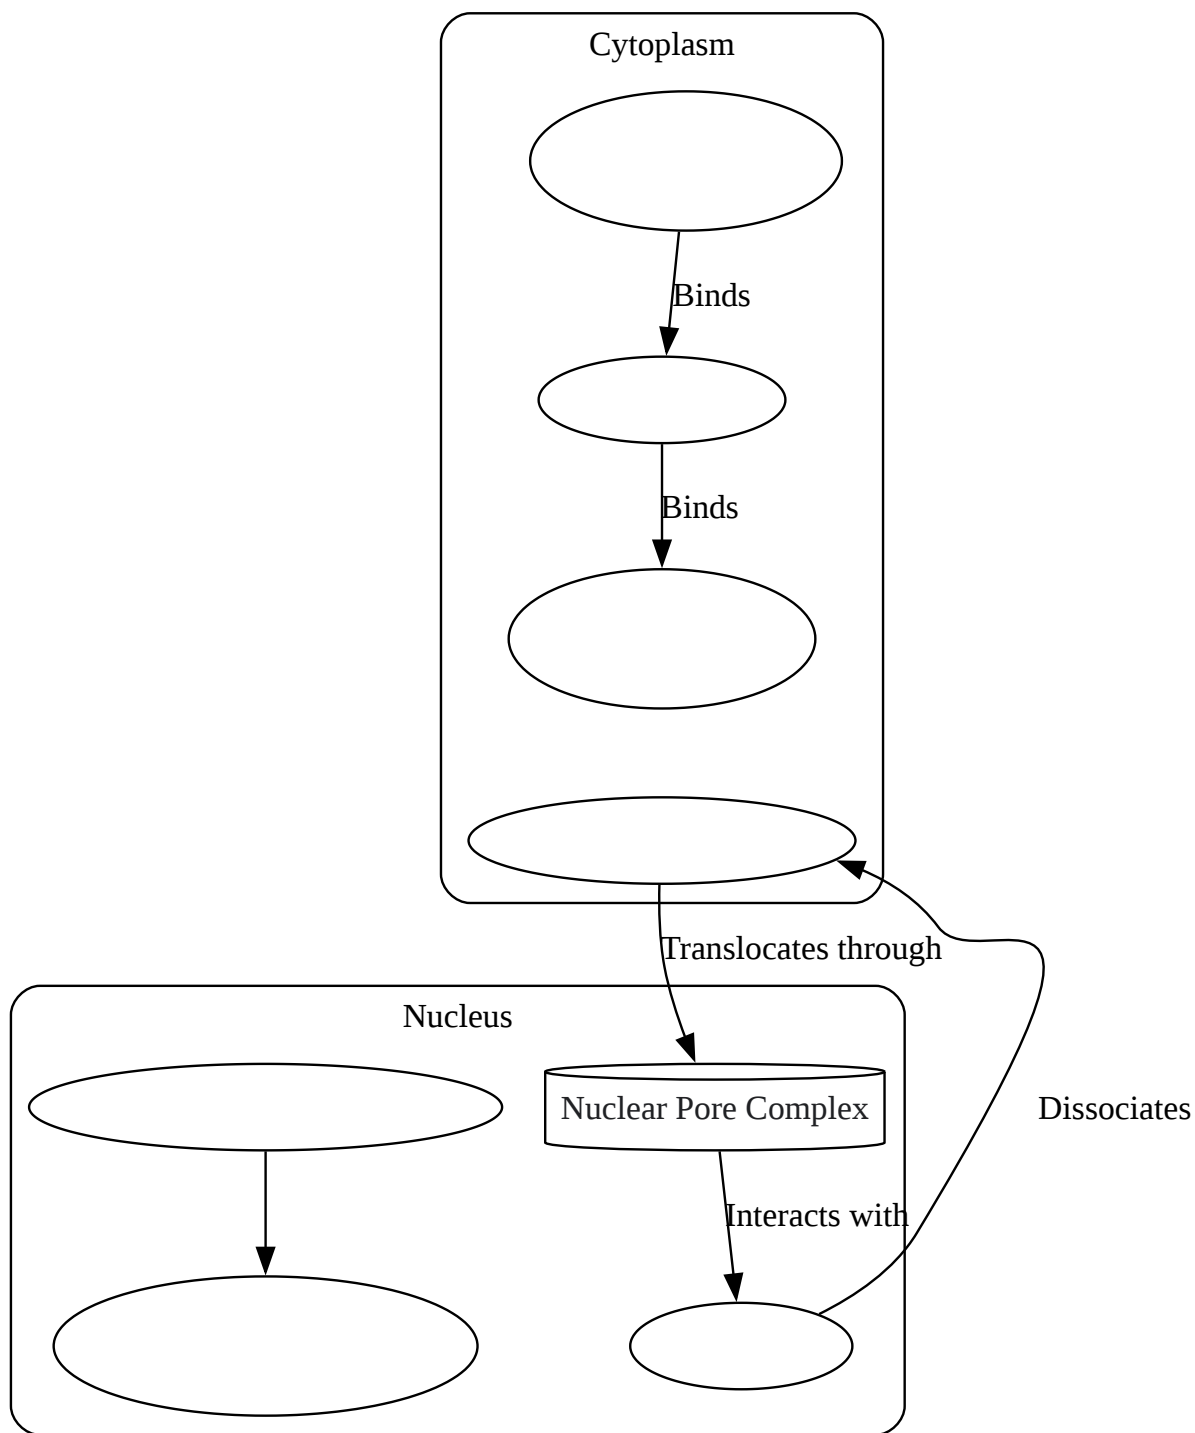 Cytoplasm
Binds
Binds
Translocates through
Nucleus
Nuclear Pore Complex
Dissociates
Interacts with